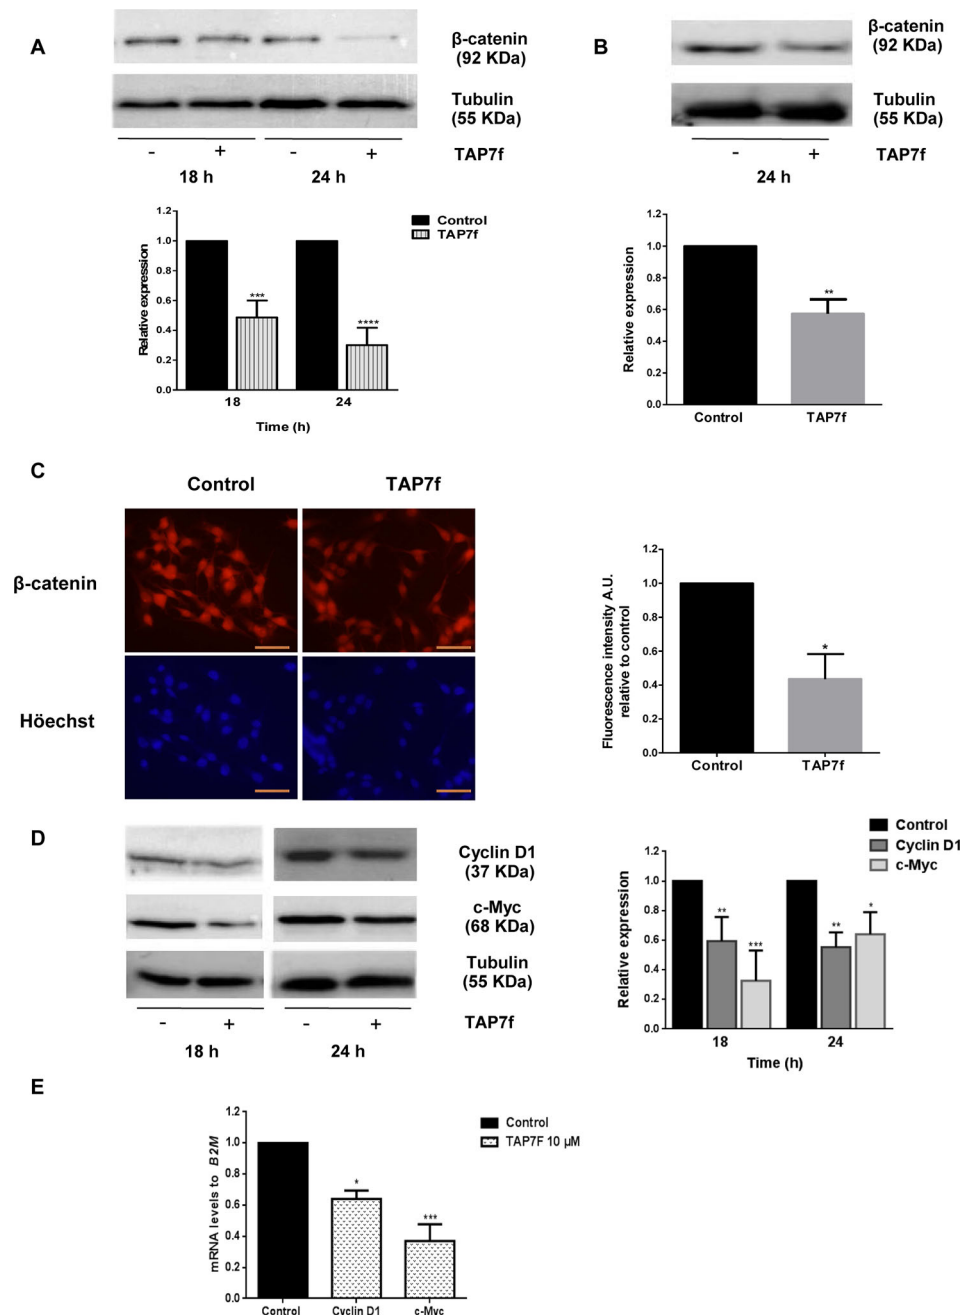 A
β-catenin
(92 KDa)
Tubulin
(55 KDa)
- + - +
TAP7f
18 h 24 h
1.2
1.0
0.8
0.6
0.4
0.2
0.0
Relative expression
***
****
18 24
Time (h)
Control
TAP7f
B
β-catenin
(92 KDa)
Tubulin
(55 KDa)
- +
TAP7f
24 h
1.2
1.0
0.8
0.6
0.4
0.2
0.0
Relative expression
**
Control TAP7f
C
Control TAP7f
β-catenin
Höechst
1.2
1.0
0.8
0.6
0.4
0.2
0.0
Fluorescence intensity A.U.
relative to control
*
Control TAP7f
D
Cyclin D1
(37 KDa)
c-Myc
(68 KDa)
Tubulin
(55 KDa)
- + - +
TAP7f
18 h 24 h
Control
Cyclin D1
c-Myc
1.2
1.0
0.8
0.6
0.4
0.2
0.0
Relative expression
**
***
**
*
18 24
Time (h)
E
1.2
1.0
0.8
0.6
0.4
0.2
0.0
mRNA levels to B2M
*
***
Control Cyclin D1 c-Myc
Control
TAP7F 10 µM